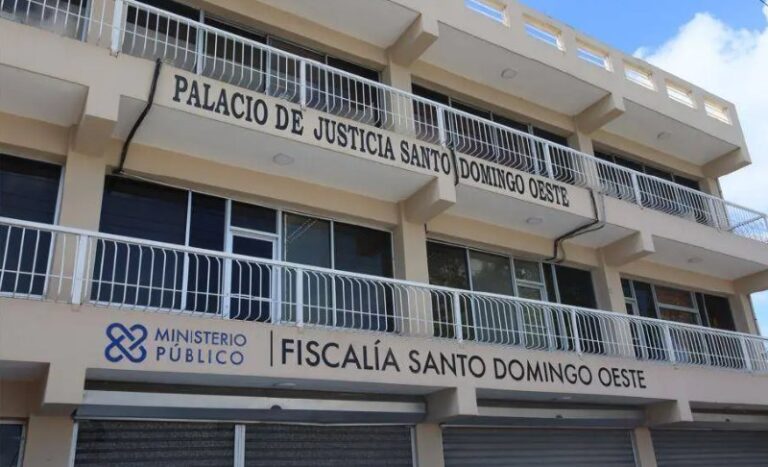 PALACIO DE JUSTICIA SANTO DOMINGO OESTE
MINISTERIO
PÚBLICO
FISCALÍA SANTO DOMINGO OESTE